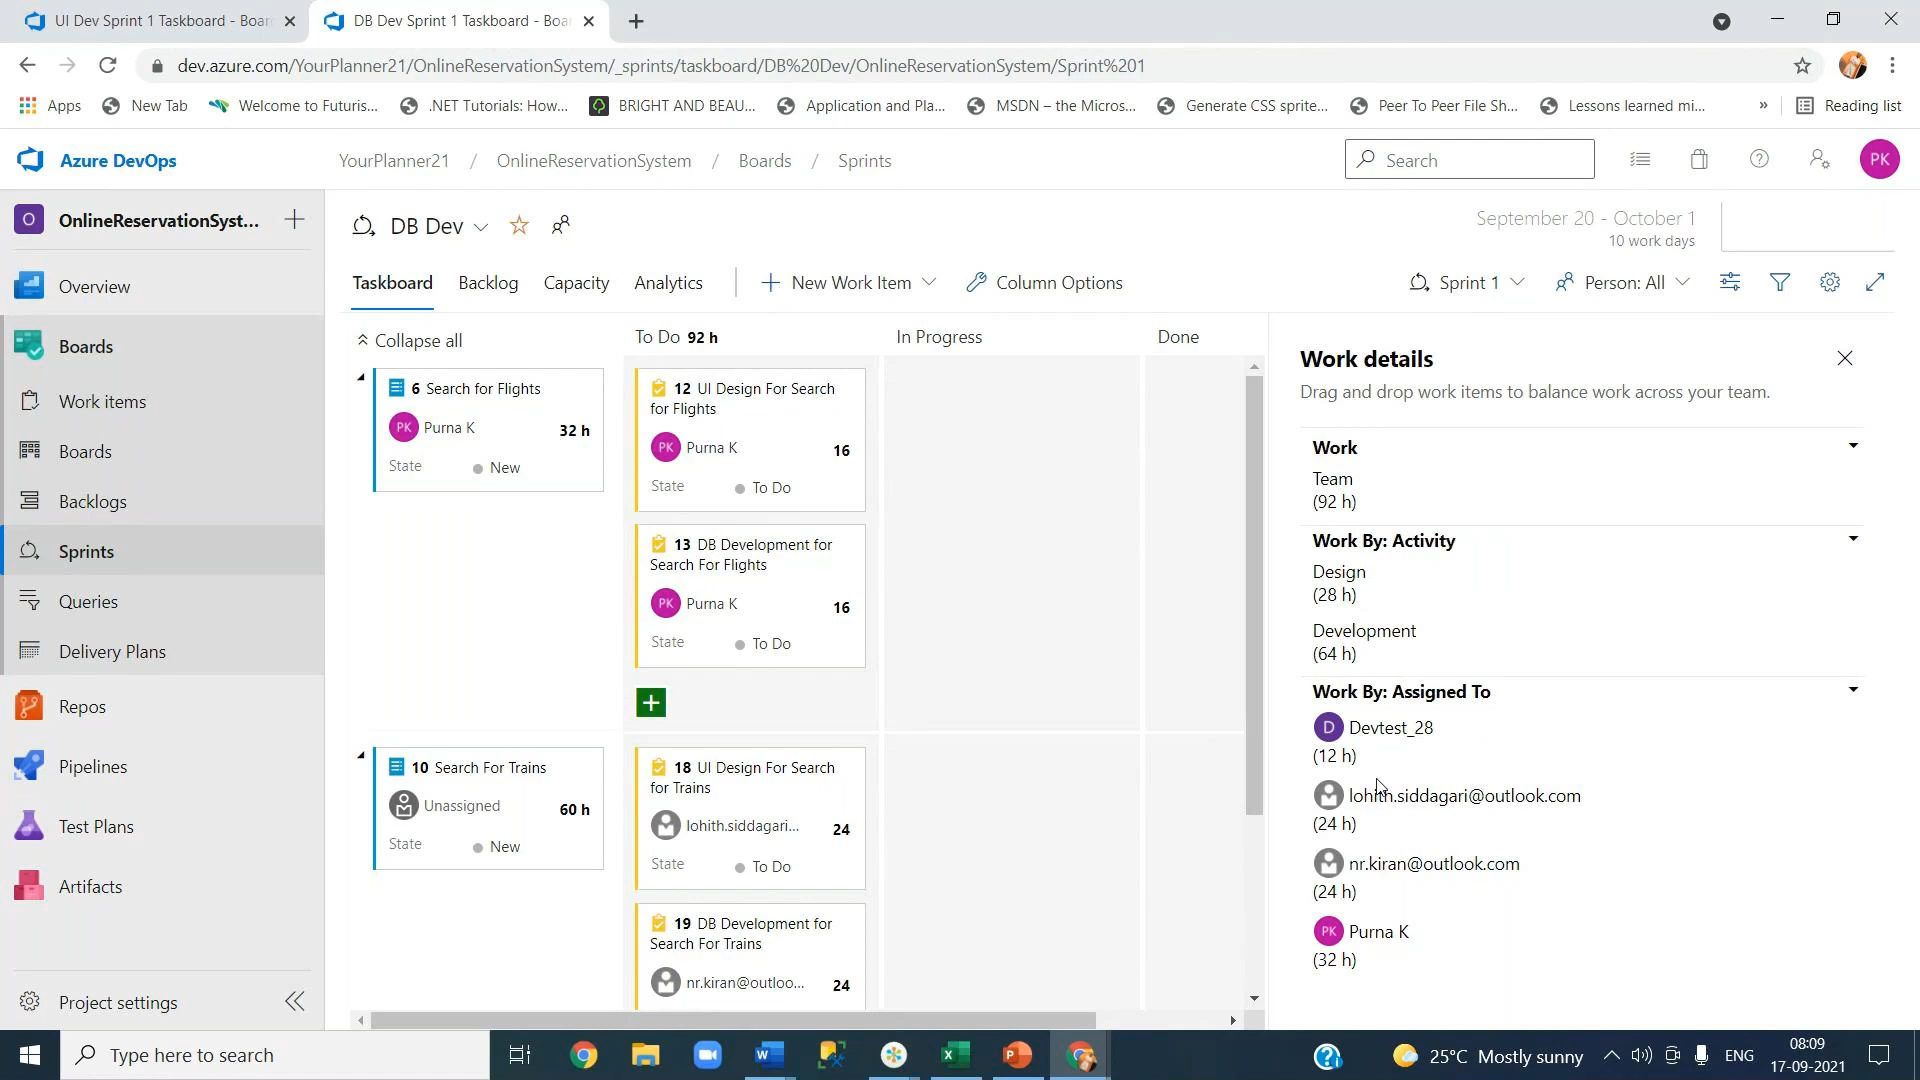 UI Dev Sprint 1 Taskboard - Boar
DB Dev Sprint 1 Taskboard - Boa
dev.azure.com/YourPlanner21/OnlineReservationSystem/_sprints/taskboard/DB%20Dev/OnlineReservationSystem/Sprint%201
Apps
New Tab
Welcome to Futuris...
.NET Tutorials: How...
BRIGHT AND BEAU...
Application and Pla...
MSDN – the Micros...
Generate CSS sprite...
Peer To Peer File Sh...
Lessons learned mi...
»
Reading list
Azure DevOps
YourPlanner21 / OnlineReservationSystem / Boards / Sprints
Search
PK
O OnlineReservationSyst...
Overview
Boards
Work items
Boards
Backlogs
Sprints
Queries
Delivery Plans
Repos
Pipelines
Test Plans
Artifacts
Project settings
DB Dev
September 20 - October 1
10 work days
Taskboard Backlog Capacity Analytics
New Work Item
Column Options
Sprint 1
Person: All
Collapse all
To Do 92 h
In Progress
Done
6 Search for Flights
PK Purna K
32 h
State New
12 UI Design For Search
for Flights
PK Purna K 16
State To Do
13 DB Development for
Search For Flights
PK Purna K 16
State To Do
10 Search For Trains
Unassigned 60 h
State New
18 UI Design For Search
for Trains
lohith.siddagari... 24
State To Do
19 DB Development for
Search For Trains
nr.kiran@outloo... 24
Work details
Drag and drop work items to balance work across your team.
Work
Team
(92 h)
Work By: Activity
Design
(28 h)
Development
(64 h)
Work By: Assigned To
D Devtest_28
(12 h)
lohith.siddagari@outlook.com
(24 h)
nr.kiran@outlook.com
(24 h)
PK Purna K
(32 h)
Type here to search
25°C Mostly sunny
ENG
08:09
17-09-2021